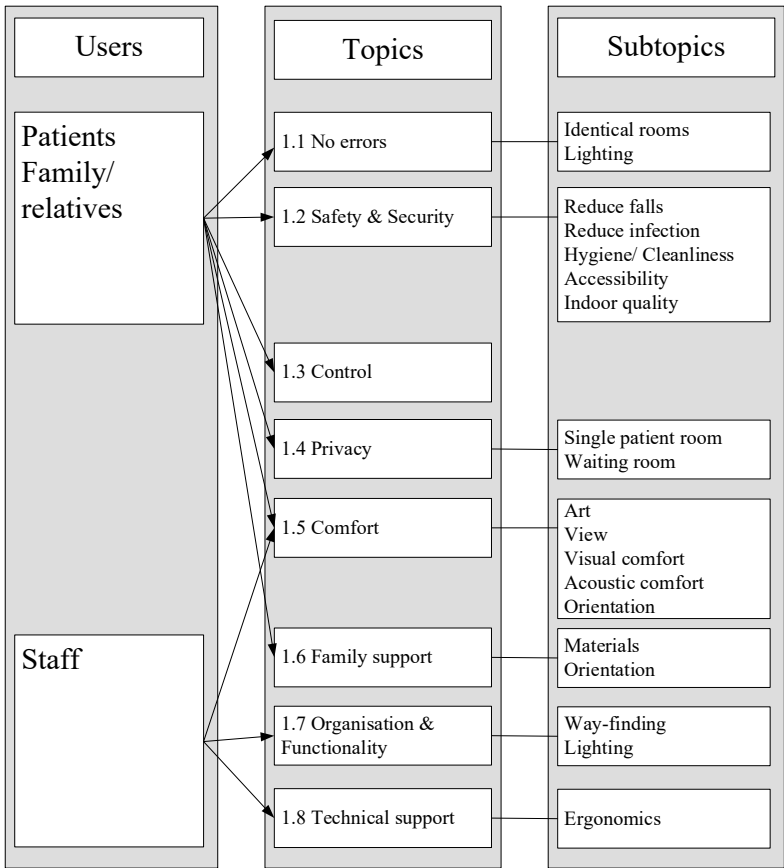 Users
Topics
Subtopics
Patients
Family/
relatives
Staff
1.1 No errors
1.2 Safety & Security
1.3 Control
1.4 Privacy
1.5 Comfort
1.6 Family support
1.7 Organisation &
Functionality
1.8 Technical support
Identical rooms
Lighting
Reduce falls
Reduce infection
Hygiene/ Cleanliness
Accessibility
Indoor quality
Single patient room
Waiting room
Art
View
Visual comfort
Acoustic comfort
Orientation
Materials
Orientation
Way-finding
Lighting
Ergonomics